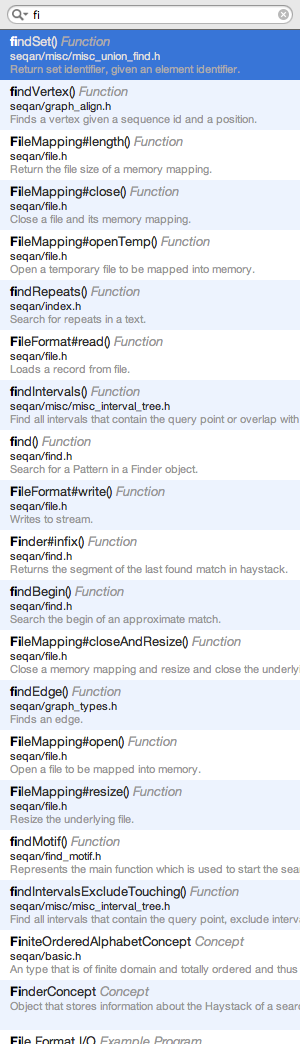 fi
findSet() Function
seqan/misc/misc_union_find.h
Return set identifier, given an element identifier.
findVertex() Function
seqan/graph_align.h
Finds a vertex given a sequence id and a position.
FileMapping#length() Function
seqan/file.h
Return the file size of a memory mapping.
FileMapping#close() Function
seqan/file.h
Close a file and its memory mapping.
FileMapping#openTemp() Function
seqan/file.h
Open a temporary file to be mapped into memory.
findRepeats() Function
seqan/index.h
Search for repeats in a text.
FileFormat#read() Function
seqan/file.h
Loads a record from file.
findIntervals() Function
seqan/misc/misc_interval_tree.h
Find all intervals that contain the query point or overlap with
find() Function
seqan/find.h
Search for a Pattern in a Finder object.
FileFormat#write() Function
seqan/file.h
Writes to stream.
Finder#infix() Function
seqan/find.h
Returns the segment of the last found match in haystack.
findBegin() Function
seqan/find.h
Search the begin of an approximate match.
FileMapping#closeAndResize() Function
seqan/file.h
Close a memory mapping and resize and close the underlyi
findEdge() Function
seqan/graph_types.h
Finds an edge.
FileMapping#open() Function
seqan/file.h
Open a file to be mapped into memory.
FileMapping#resize() Function
seqan/file.h
Resize the underlying file.
findMotif() Function
seqan/find_motif.h
Represents the main function which is used to start the sea
findIntervalsExcludeTouching() Function
seqan/misc/misc_interval_tree.h
Find all intervals that contain the query point, exclude interv
FiniteOrderedAlphabetConcept Concept
seqan/basic.h
An type that is of finite domain and totally ordered and thus
FinderConcept Concept
Object that stores information about the Haystack of a sear
File Format I/O Example Program